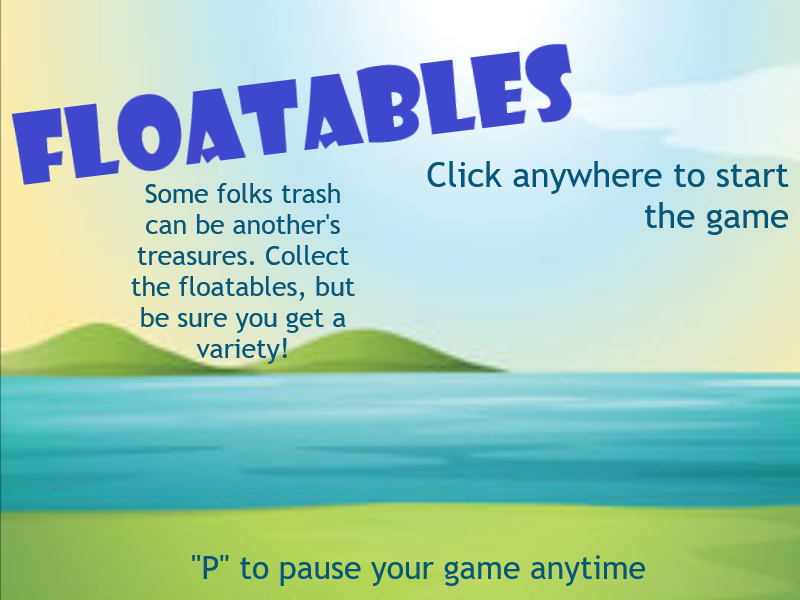 FLOATABLES
Some folks trash
can be another's
treasures. Collect
the floatables, but
be sure you get a
variety!
Click anywhere to start
the game
"P" to pause your game anytime